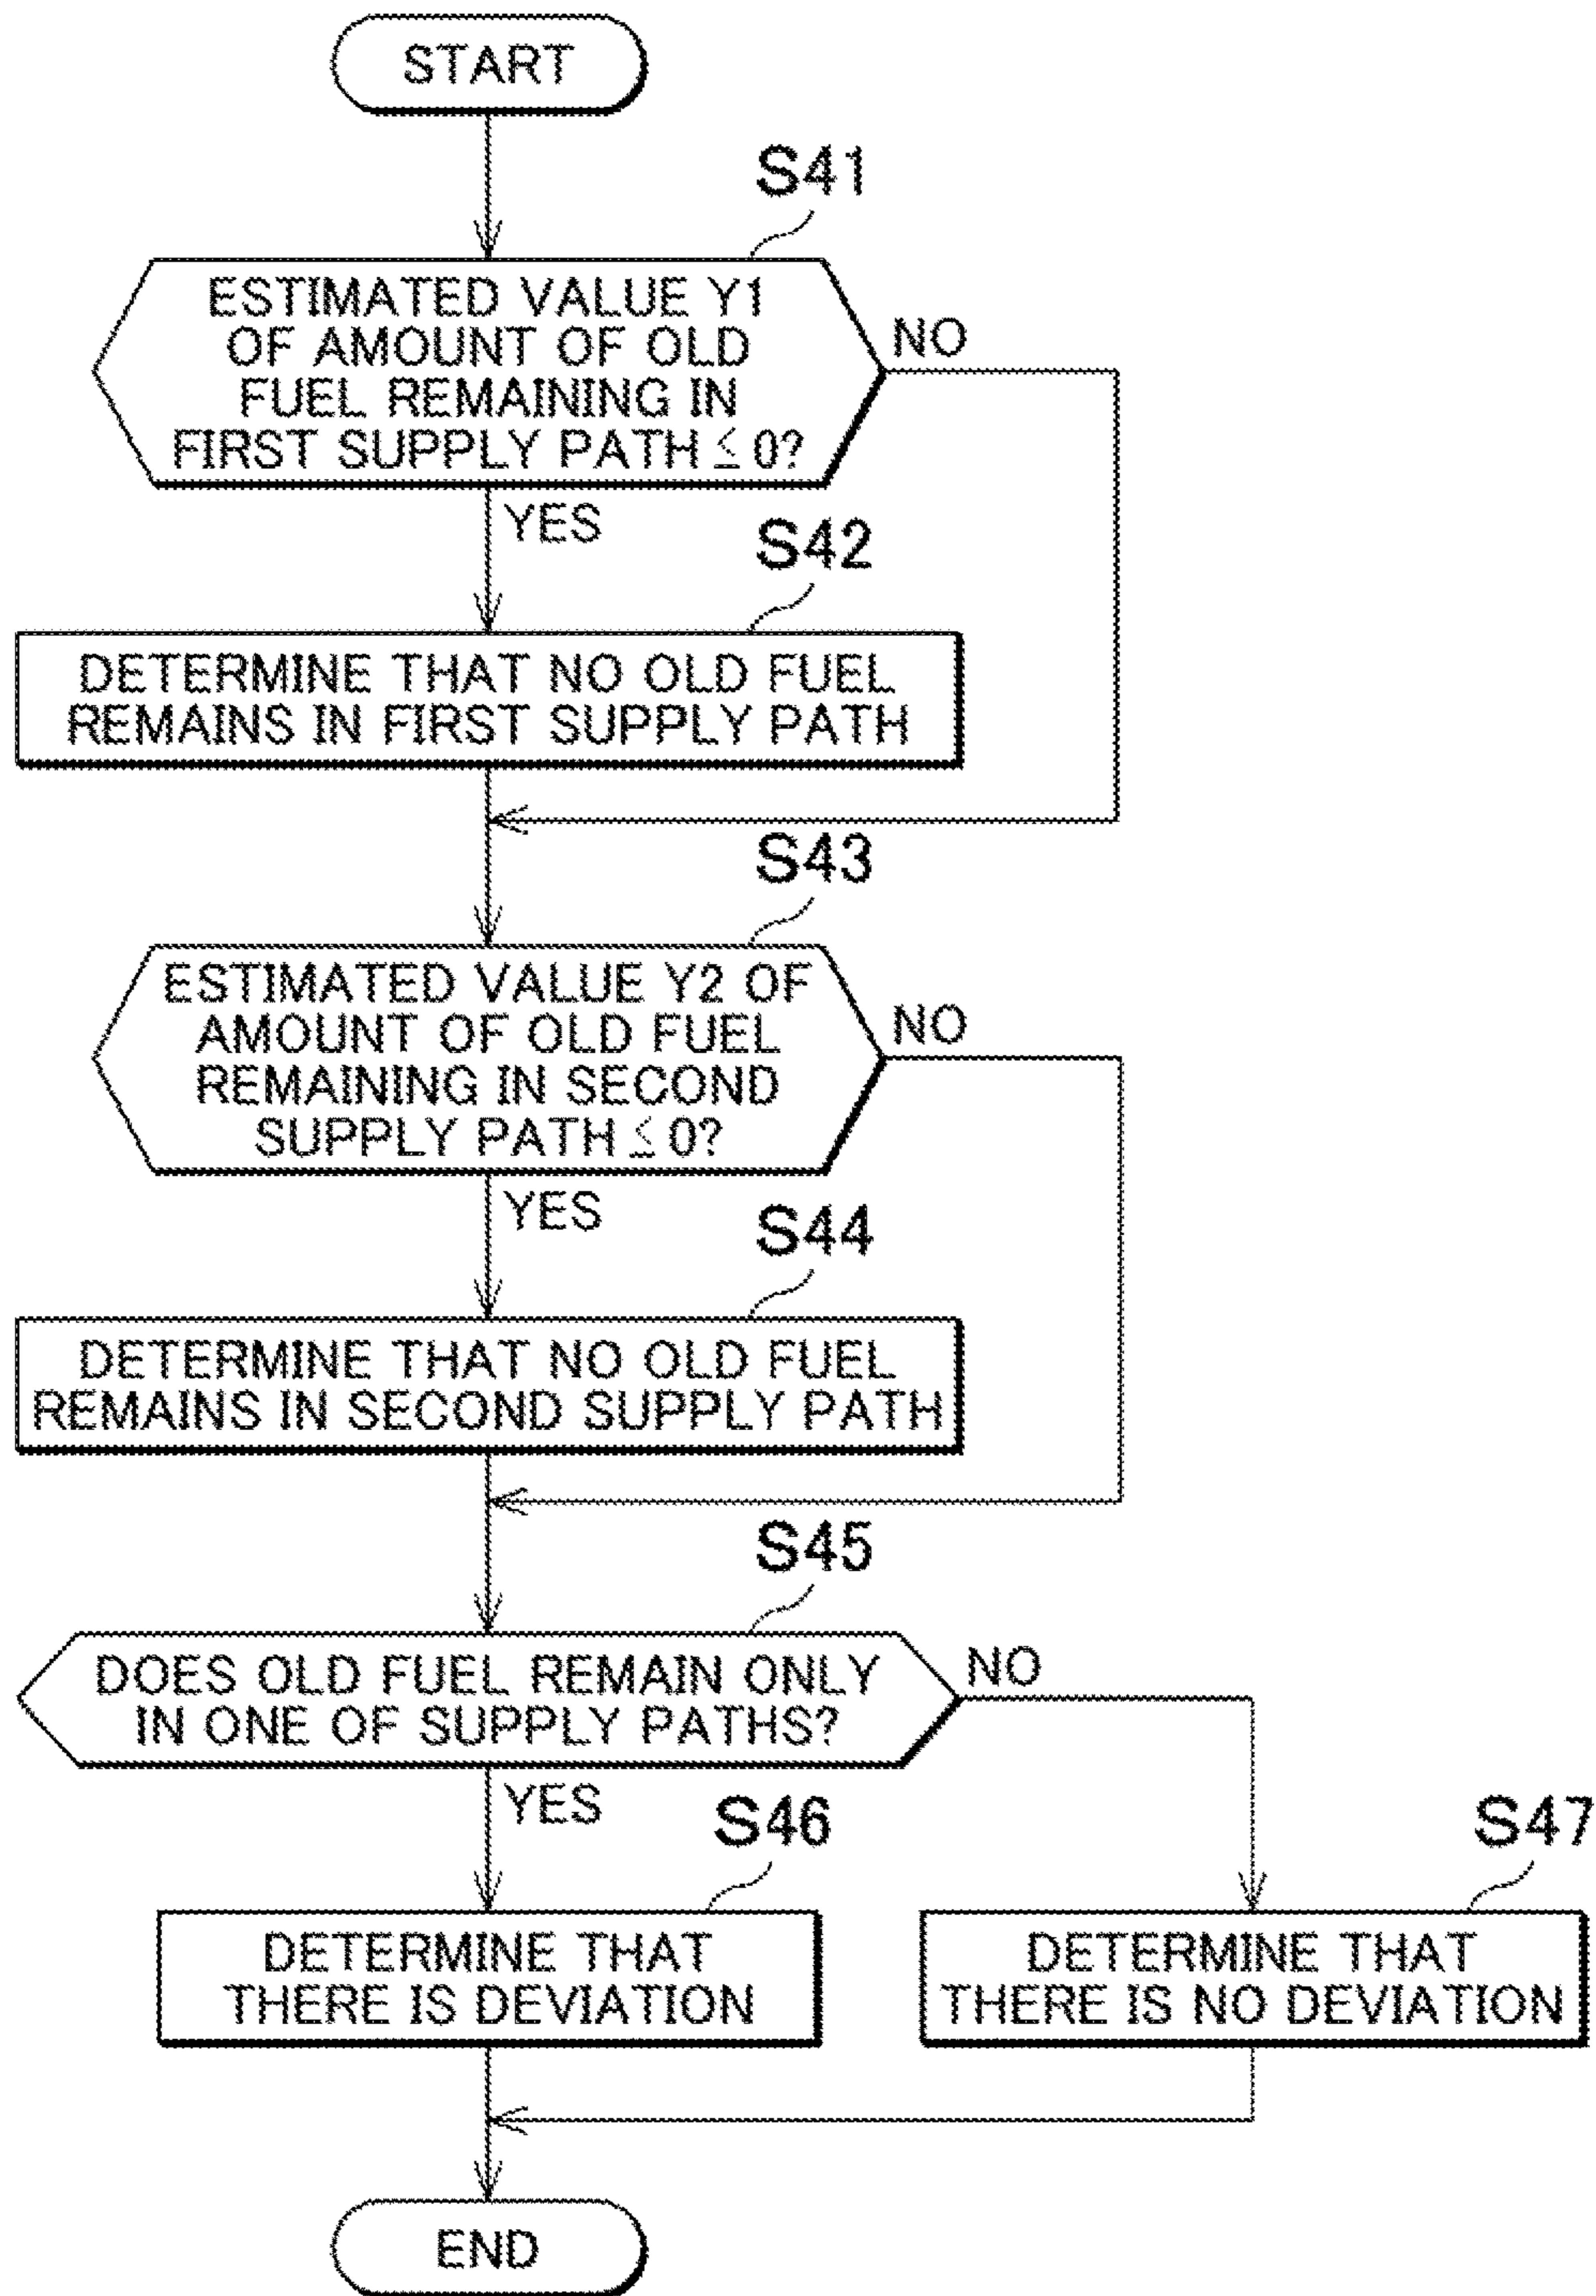 START
S41
ESTIMATED VALUE Y1
OF AMOUNT OF OLD
FUEL REMAINING IN
FIRST SUPPLY PATH ≤ 0?
NO
YES
S42
DETERMINE THAT NO OLD FUEL
REMAINS IN FIRST SUPPLY PATH
S43
ESTIMATED VALUE Y2 OF
AMOUNT OF OLD FUEL
REMAINING IN SECOND
SUPPLY PATH ≤ 0?
NO
YES
S44
DETERMINE THAT NO OLD FUEL
REMAINS IN SECOND SUPPLY PATH
S45
DOES OLD FUEL REMAIN ONLY
IN ONE OF SUPPLY PATHS?
NO
YES
S46
DETERMINE THAT
THERE IS DEVIATION
S47
DETERMINE THAT
THERE IS NO DEVIATION
END